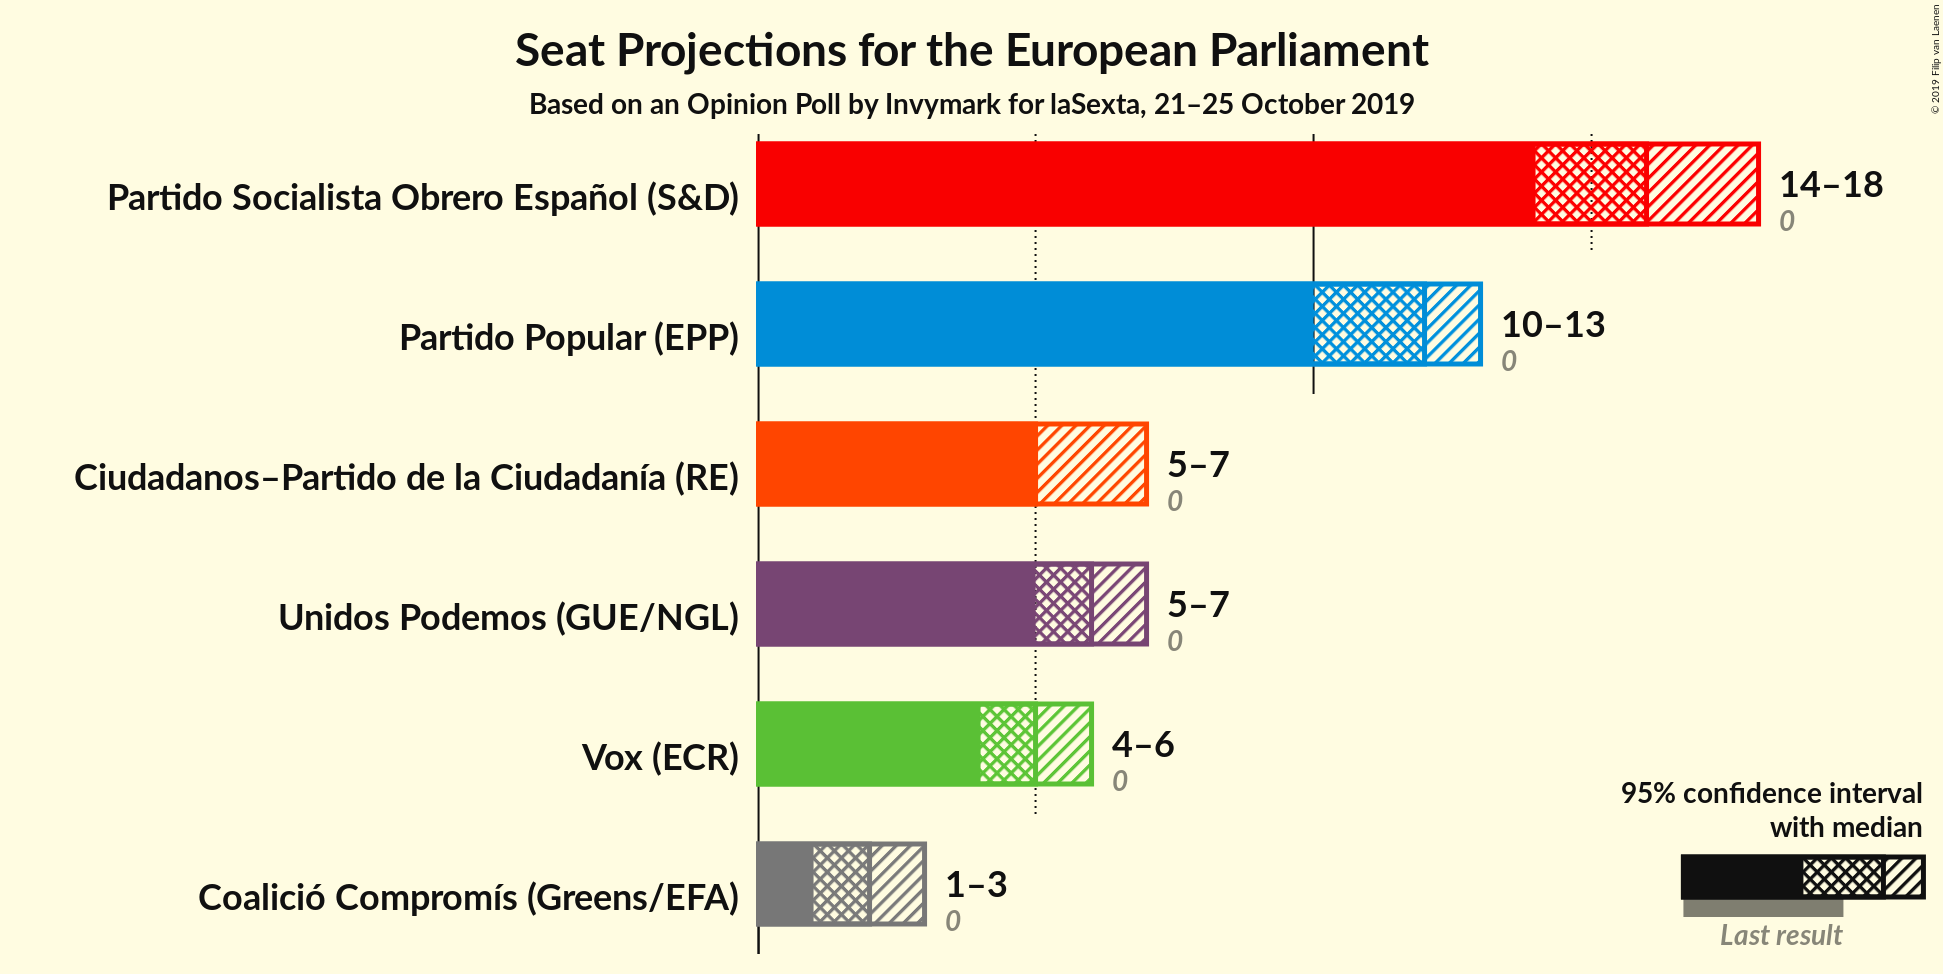 Seat Projections for the European Parliament
Based on an Opinion Poll by Invymark for laSexta, 21–25 October 2019
© 2019 Filip van Laenen
Partido Socialista Obrero Español (S&D)
14–18
0
Partido Popular (EPP)
10–13
0
Ciudadanos–Partido de la Ciudadanía (RE)
5–7
0
Unidos Podemos (GUE/NGL)
5–7
0
Vox (ECR)
4–6
0
Coalició Compromís (Greens/EFA)
1–3
0
95% confidence interval
with median
Last result